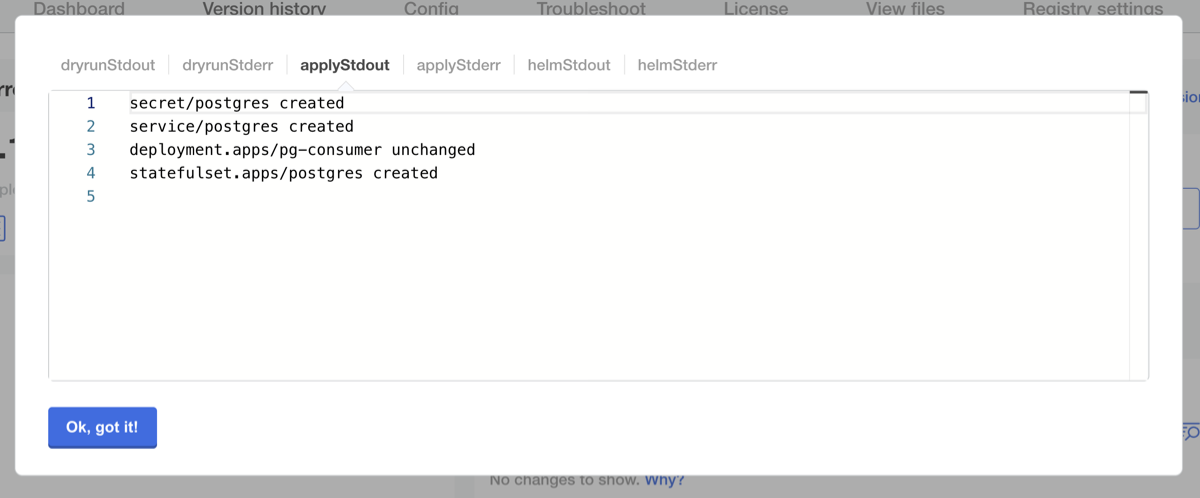 Dashboard Version history Config Troubleshoot License View files Registry settings
dryrunStdout dryrunStderr applyStdout applyStderr helmStdout helmStderr
1 secret/postgres created
2 service/postgres created
3 deployment.apps/pg-consumer unchanged
4 statefulset.apps/postgres created
5
Ok, got it!
No changes to show. Why?